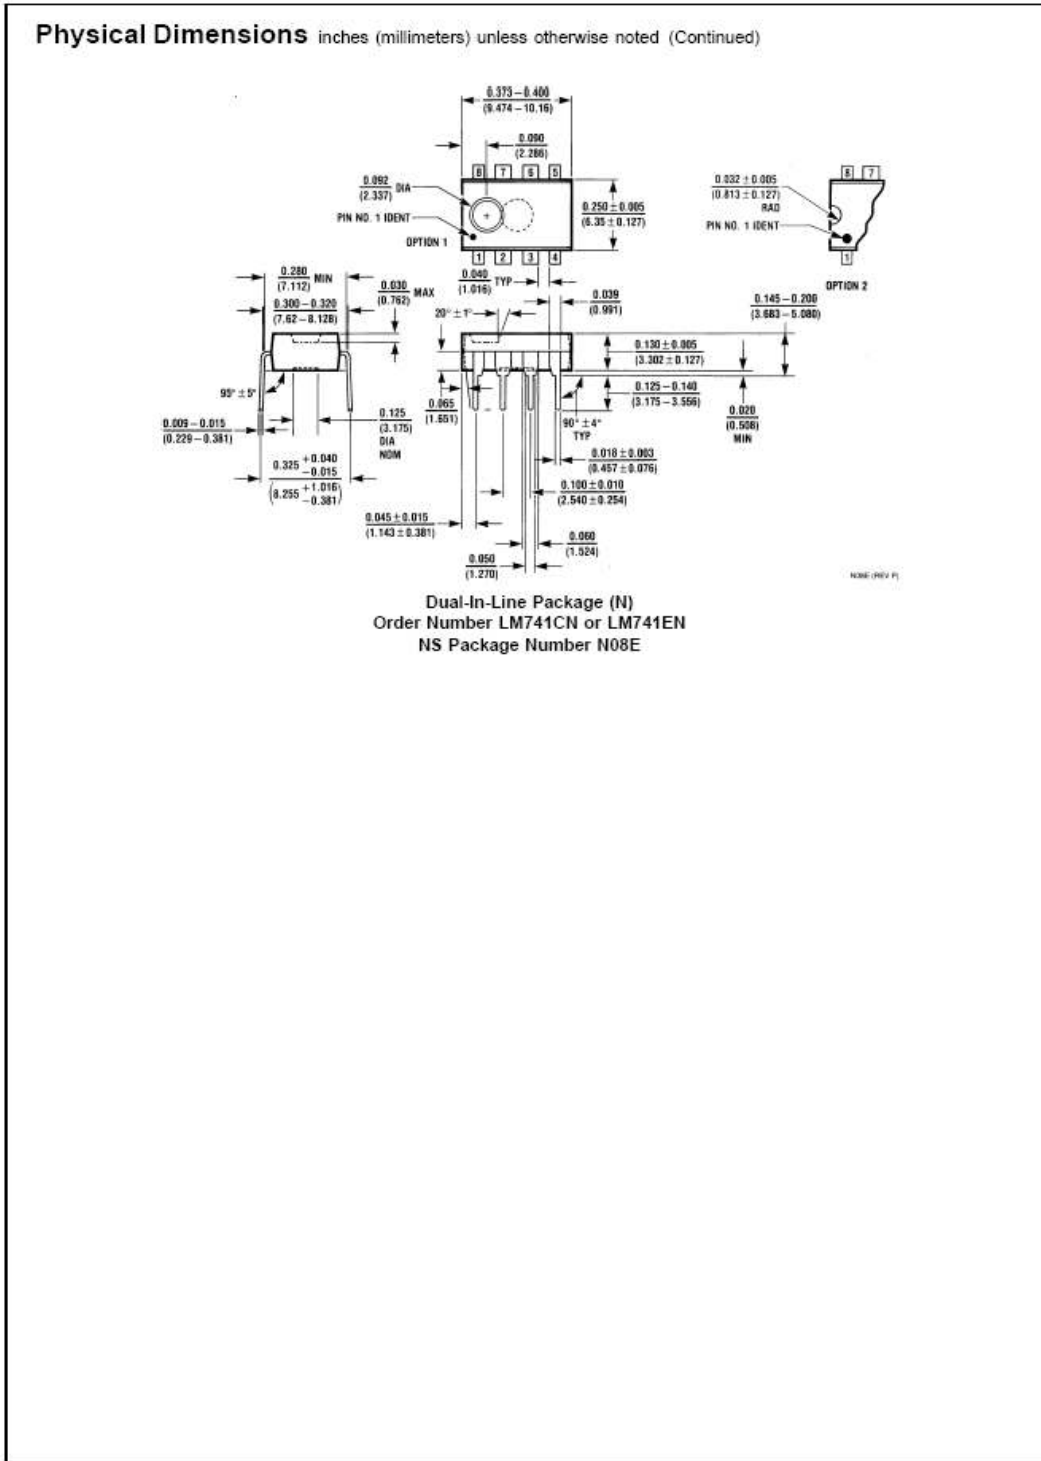 Physical Dimensions inches (millimeters) unless otherwise noted (Continued)
0.373 – 0.400
(9.474 – 10.16)
0.090
(2.286)
8 7 6 5
0.092 DIA
(2.337)
PIN NO. 1 IDENT
OPTION 1
0.250 ± 0.005
(6.35 ± 0.127)
1 2 3 4
0.032 ± 0.005
(0.813 ± 0.127)
RAD
PIN NO. 1 IDENT
8 7
1
OPTION 2
0.280 MIN
(7.112)
0.300 – 0.320
(7.62 – 8.128)
0.030 MAX
(0.762)
0.040 TYP
(1.016)
0.039
(0.991)
0.145 – 0.200
(3.683 – 5.080)
20° ± 1°
0.130 ± 0.005
(3.302 ± 0.127)
95° ± 5°
0.009 – 0.015
(0.229 – 0.381)
0.125
(3.175)
DIA
NOM
0.065
(1.651)
0.125 – 0.140
(3.175 – 3.556)
0.020
(0.508)
MIN
90° ± 4°
TYP
0.325 +0.040 −0.015
(8.255 +1.016 −0.381)
0.018 ± 0.003
(0.457 ± 0.076)
0.100 ± 0.010
(2.540 ± 0.254)
0.045 ± 0.015
(1.143 ± 0.381)
0.060
(1.524)
0.050
(1.270)
N08E (REV F)
Dual-In-Line Package (N)
Order Number LM741CN or LM741EN
NS Package Number N08E